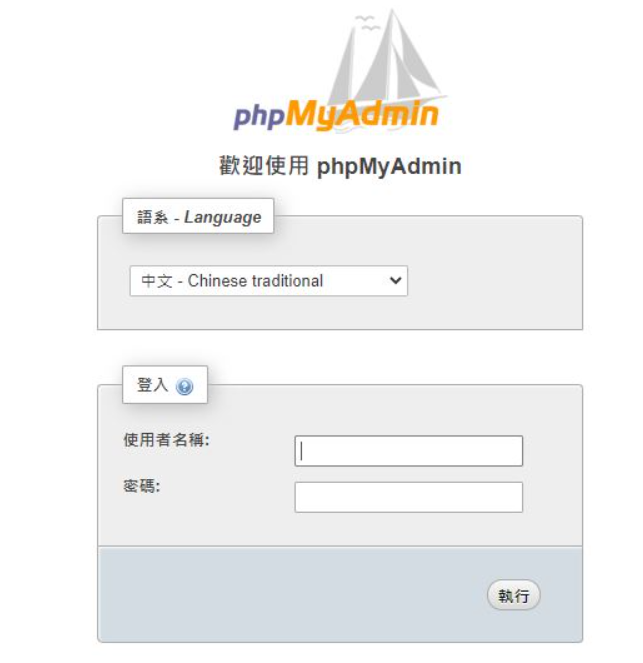 phpMyAdmin
歡迎使用 phpMyAdmin
語系 - Language
中文 - Chinese traditional
登入
使用者名稱:
密碼:
執行